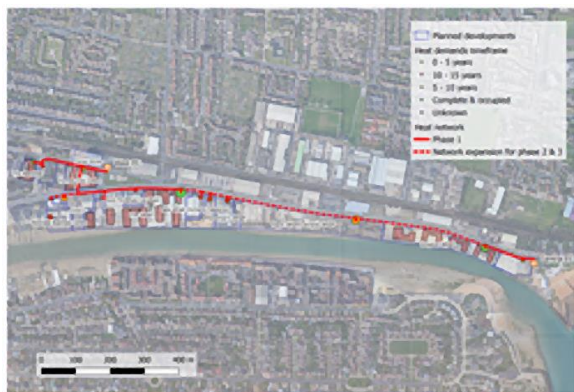 Planned developments
Heat demands timeframe
0 - 5 years
10 - 15 years
5 - 10 years
Complete & occupied
Unknown
Heat network
Phase 1
Network expansion for phase 2 & 3
0 100 200 300 400 m